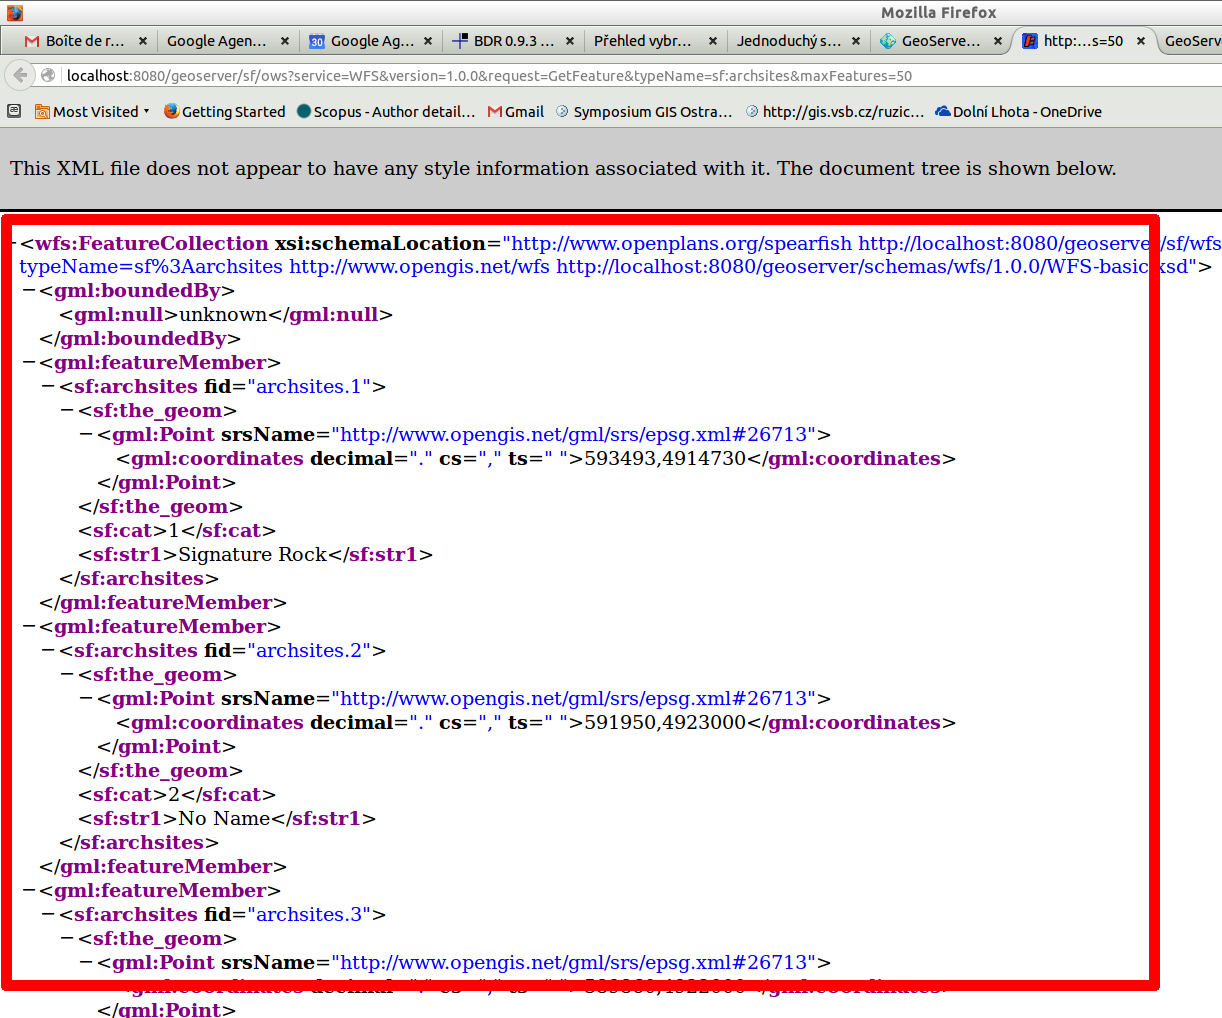 Mozilla Firefox
Boîte de r... × Google Agen... × 30 Google Ag... × BDR 0.9.3 ... × Přehled vybr... × Jednoduchý s... × GeoServe... × http:...s=50 × GeoServ
localhost:8080/geoserver/sf/ows?service=WFS&version=1.0.0&request=GetFeature&typeName=sf:archsites&maxFeatures=50
Most Visited Getting Started Scopus - Author detail... Gmail Symposium GIS Ostra... http://gis.vsb.cz/ruzic... Dolní Lhota - OneDrive
This XML file does not appear to have any style information associated with it. The document tree is shown below.
−<wfs:FeatureCollection xsi:schemaLocation="http://www.openplans.org/spearfish http://localhost:8080/geoserver/sf/wfs
typeName=sf%3Aarchsites http://www.opengis.net/wfs http://localhost:8080/geoserver/schemas/wfs/1.0.0/WFS-basic.xsd">
−<gml:boundedBy>
<gml:null>unknown</gml:null>
</gml:boundedBy>
−<gml:featureMember>
−<sf:archsites fid="archsites.1">
−<sf:the_geom>
−<gml:Point srsName="http://www.opengis.net/gml/srs/epsg.xml#26713">
<gml:coordinates decimal="." cs="," ts=" ">593493,4914730</gml:coordinates>
</gml:Point>
</sf:the_geom>
<sf:cat>1</sf:cat>
<sf:str1>Signature Rock</sf:str1>
</sf:archsites>
</gml:featureMember>
−<gml:featureMember>
−<sf:archsites fid="archsites.2">
−<sf:the_geom>
−<gml:Point srsName="http://www.opengis.net/gml/srs/epsg.xml#26713">
<gml:coordinates decimal="." cs="," ts=" ">591950,4923000</gml:coordinates>
</gml:Point>
</sf:the_geom>
<sf:cat>2</sf:cat>
<sf:str1>No Name</sf:str1>
</sf:archsites>
</gml:featureMember>
−<gml:featureMember>
−<sf:archsites fid="archsites.3">
−<sf:the_geom>
−<gml:Point srsName="http://www.opengis.net/gml/srs/epsg.xml#26713">
</gml:Point>